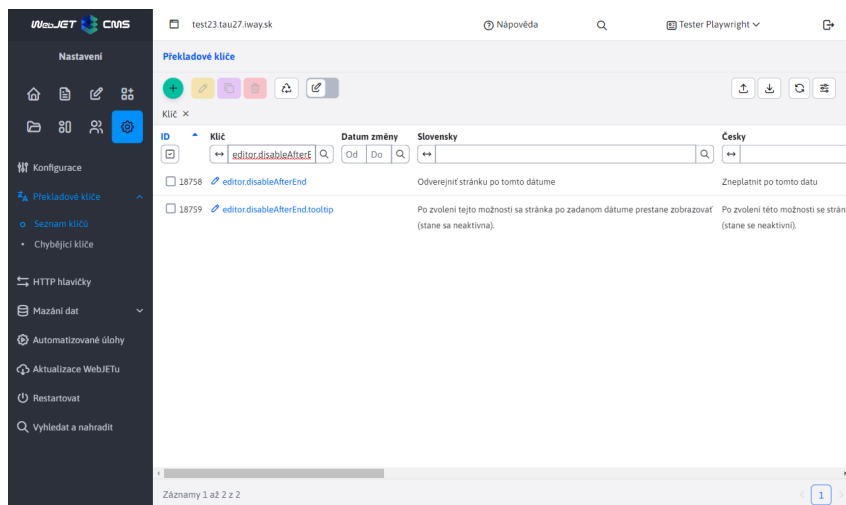 WebJET CMS
test23.tau27.iway.sk
Nápověda
Tester Playwright
Nastavení
Překladové klíče
Klíč ×
ID Klíč Datum změny Slovensky Česky
editor.disableAfterE Od Do
Konfigurace
18758 editor.disableAfterEnd Odverejniť stránku po tomto dátume Zneplatnit po tomto datu
Překladové klíče
18759 editor.disableAfterEnd.tooltip Po zvolení tejto možnosti sa stránka po zadanom dátume prestane zobrazovať Po zvolení této možnosti se strán
(stane sa neaktívna). (stane se neaktivní).
Seznam klíčů
Chybějící klíče
HTTP hlavičky
Mazání dat
Automatizované úlohy
Aktualizace WebJETu
Restartovat
Vyhledat a nahradit
Záznamy 1 až 2 z 2
1